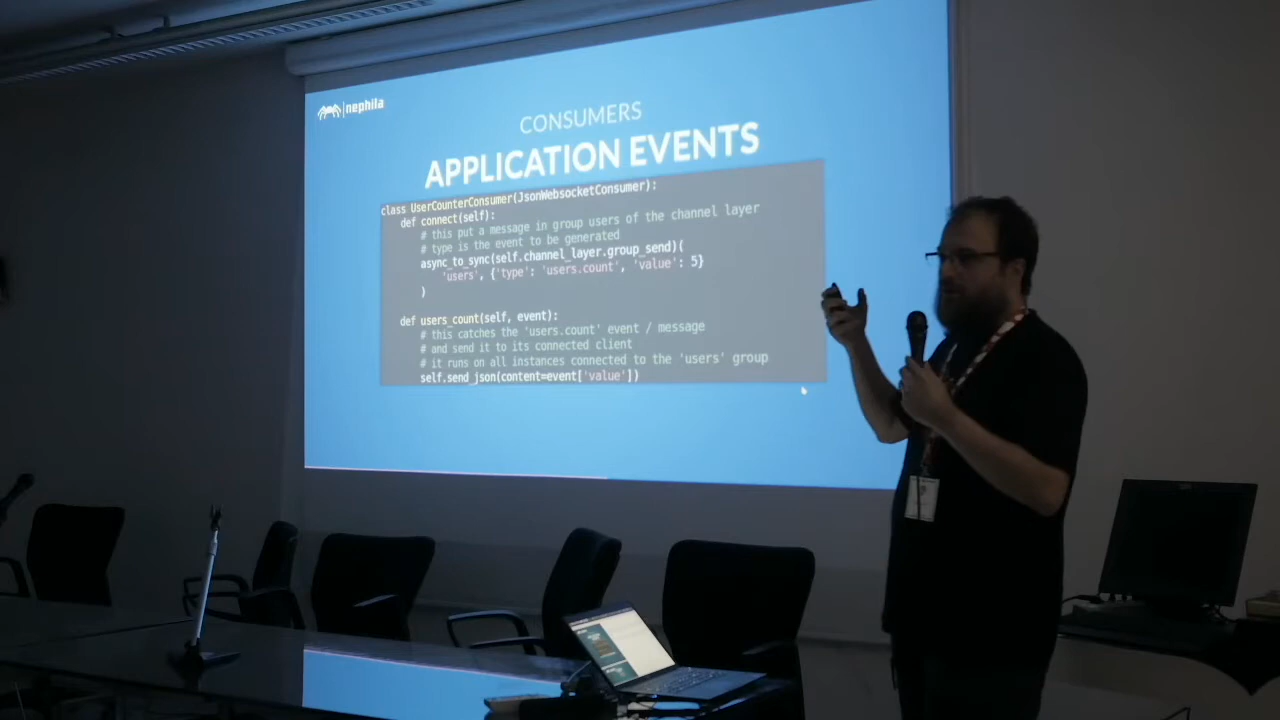 nephila
CONSUMERS
APPLICATION EVENTS
class UserCounterConsumer(JsonWebsocketConsumer):
def connect(self):
# this put a message in group users of the channel layer
# type is the event to be generated
async_to_sync(self.channel_layer.group_send)(
'users', {'type': 'users.count', 'value': 5}
)
def users_count(self, event):
# this catches the 'users.count' event / message
# and send it to its connected client
# it runs on all instances connected to the 'users' group
self.send_json(content=event['value'])